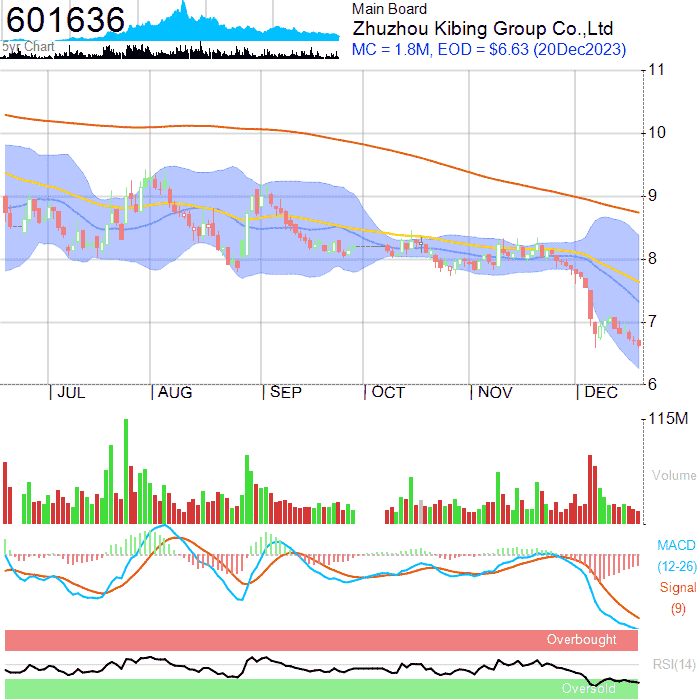 601636
5yr Chart
Main Board
Zhuzhou Kibing Group Co.,Ltd
MC = 1.8M, EOD = $6.63 (20Dec2023)
11
10
9
8
7
6
JUL AUG SEP OCT NOV DEC
115M
Volume
MACD
(12-26)
Signal
(9)
Overbought
RSI(14)
Oversold